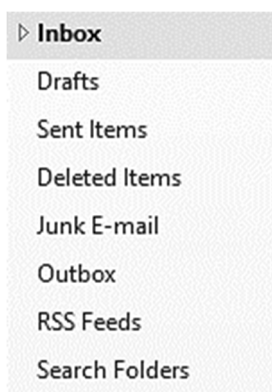 Inbox
Drafts
Sent Items
Deleted Items
Junk E-mail
Outbox
RSS Feeds
Search Folders